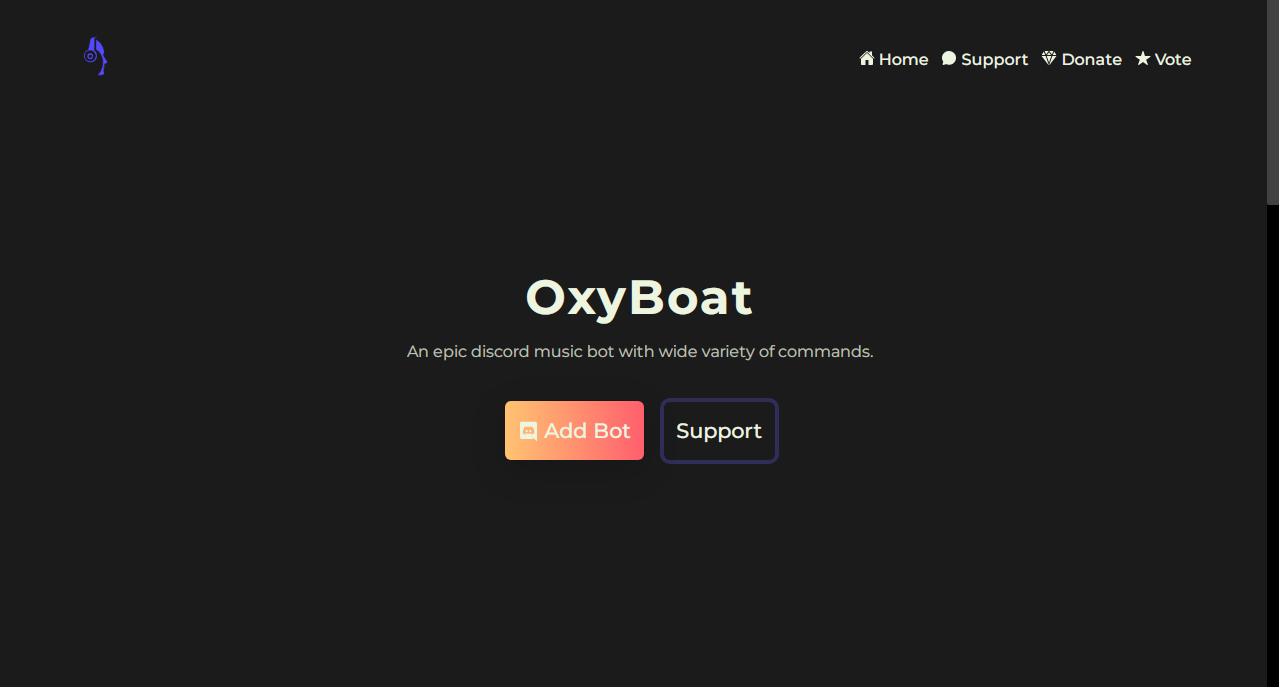 Home Support Donate Vote
OxyBoat
An epic discord music bot with wide variety of commands.
Add Bot Support